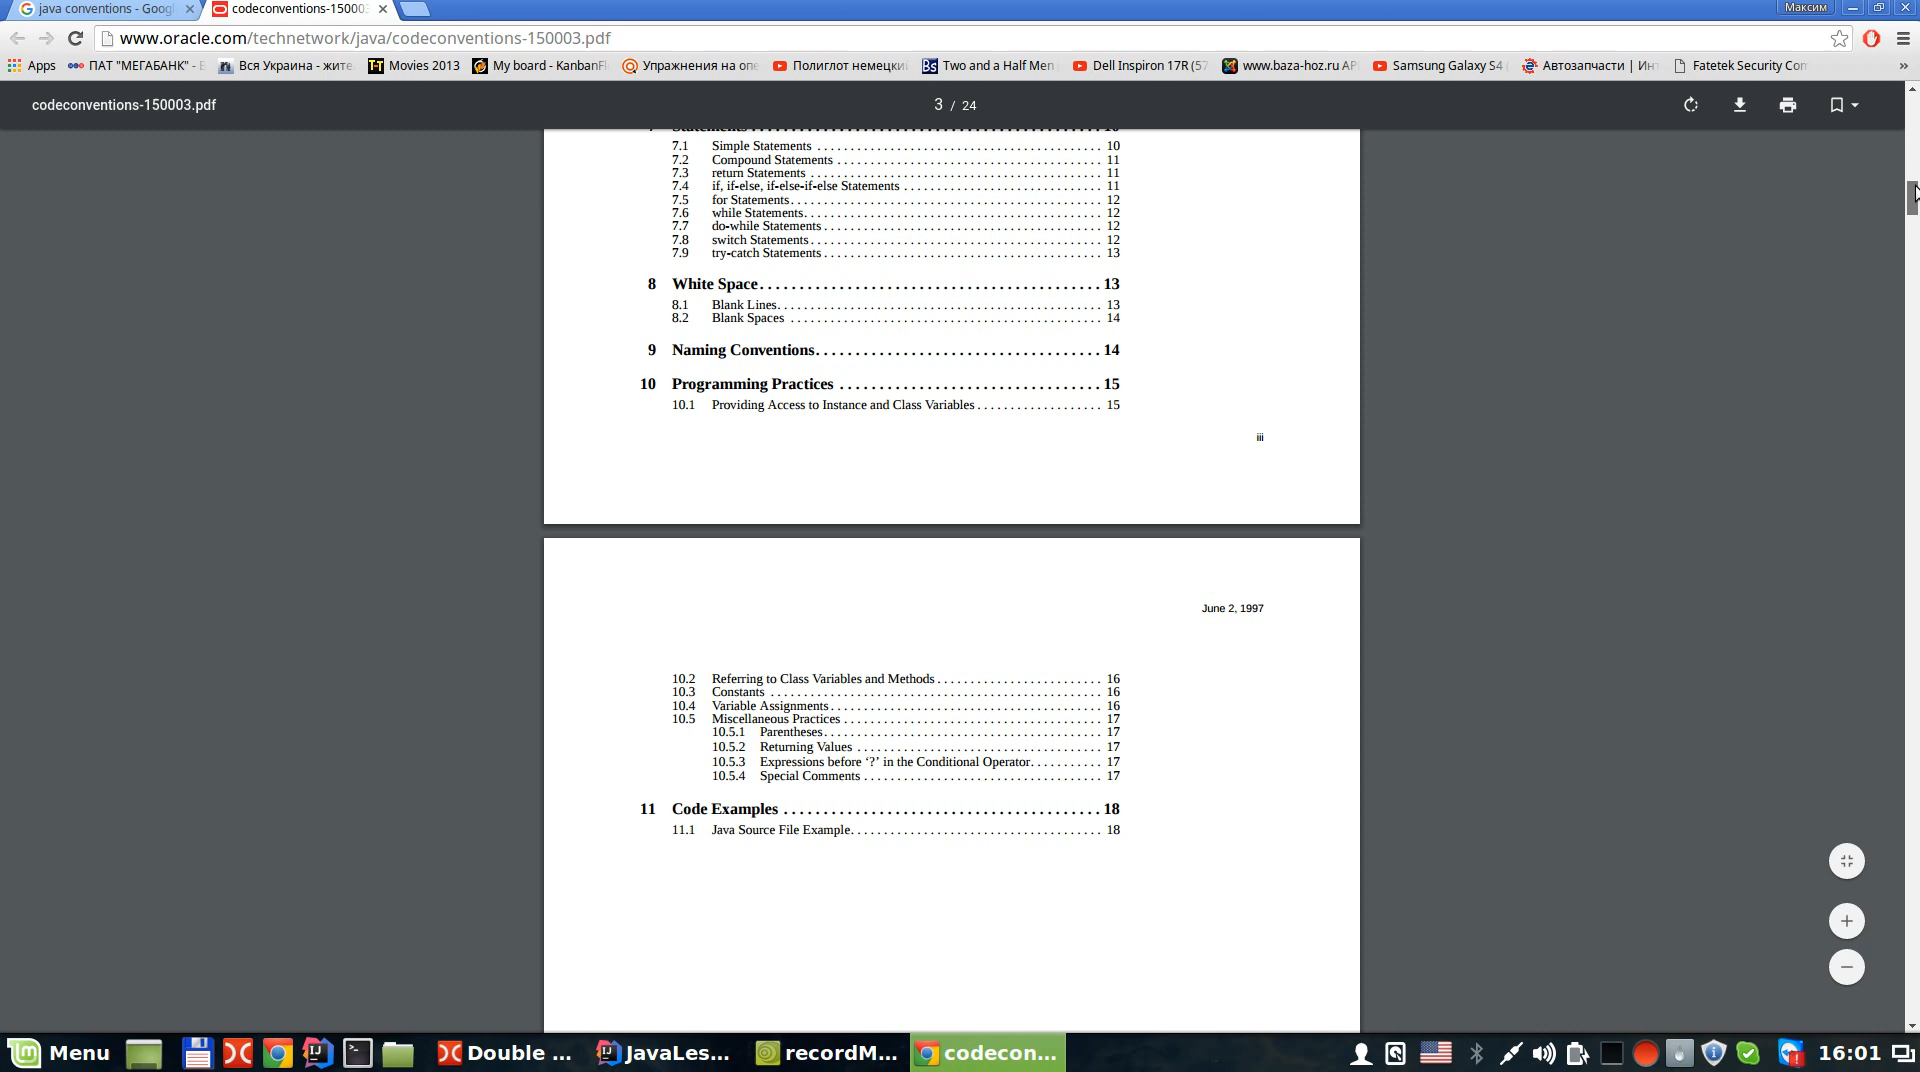 java conventions - Goog
codeconventions-15000
Максим
www.oracle.com/technetwork/java/codeconventions-150003.pdf
Apps
ПАТ "МЕГАБАНК" - Е
Вся Украина - жите
Movies 2013
My board - KanbanFl
Упражнения на опе
Полиглот немецки
Two and a Half Men
Dell Inspiron 17R (57
www.baza-hoz.ru AP
Samsung Galaxy S4
Автозапчасти | Ин
Fatetek Security Con
codeconventions-150003.pdf
3 / 24
7.1 Simple Statements . . . 10
7.2 Compound Statements . . . 11
7.3 return Statements . . . 11
7.4 if, if-else, if-else-if-else Statements . . . 11
7.5 for Statements . . . 12
7.6 while Statements . . . 12
7.7 do-while Statements . . . 12
7.8 switch Statements . . . 12
7.9 try-catch Statements . . . 13
8 White Space . . . 13
8.1 Blank Lines . . . 13
8.2 Blank Spaces . . . 14
9 Naming Conventions . . . 14
10 Programming Practices . . . 15
10.1 Providing Access to Instance and Class Variables . . . 15
iii
June 2, 1997
10.2 Referring to Class Variables and Methods . . . 16
10.3 Constants . . . 16
10.4 Variable Assignments . . . 16
10.5 Miscellaneous Practices . . . 17
10.5.1 Parentheses . . . 17
10.5.2 Returning Values . . . 17
10.5.3 Expressions before ‘?’ in the Conditional Operator . . . 17
10.5.4 Special Comments . . . 17
11 Code Examples . . . 18
11.1 Java Source File Example . . . 18
Menu
Double ...
JavaLes...
recordM...
codecon...
16:01